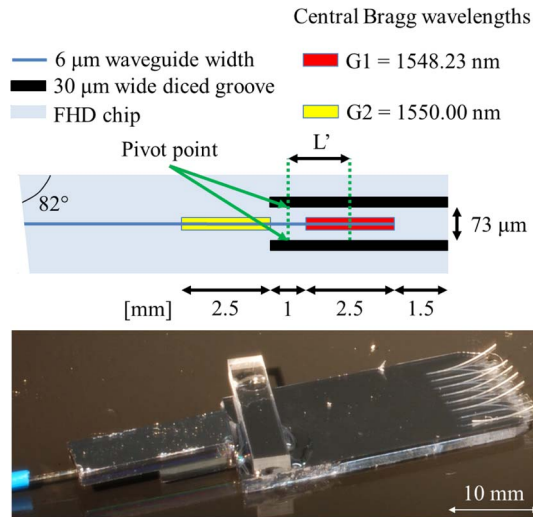 Central Bragg wavelengths
6 μm waveguide width
G1 = 1548.23 nm
30 μm wide diced groove
FHD chip
G2 = 1550.00 nm
Pivot point
L'
82°
73 μm
[mm] 2.5 1 2.5 1.5
10 mm